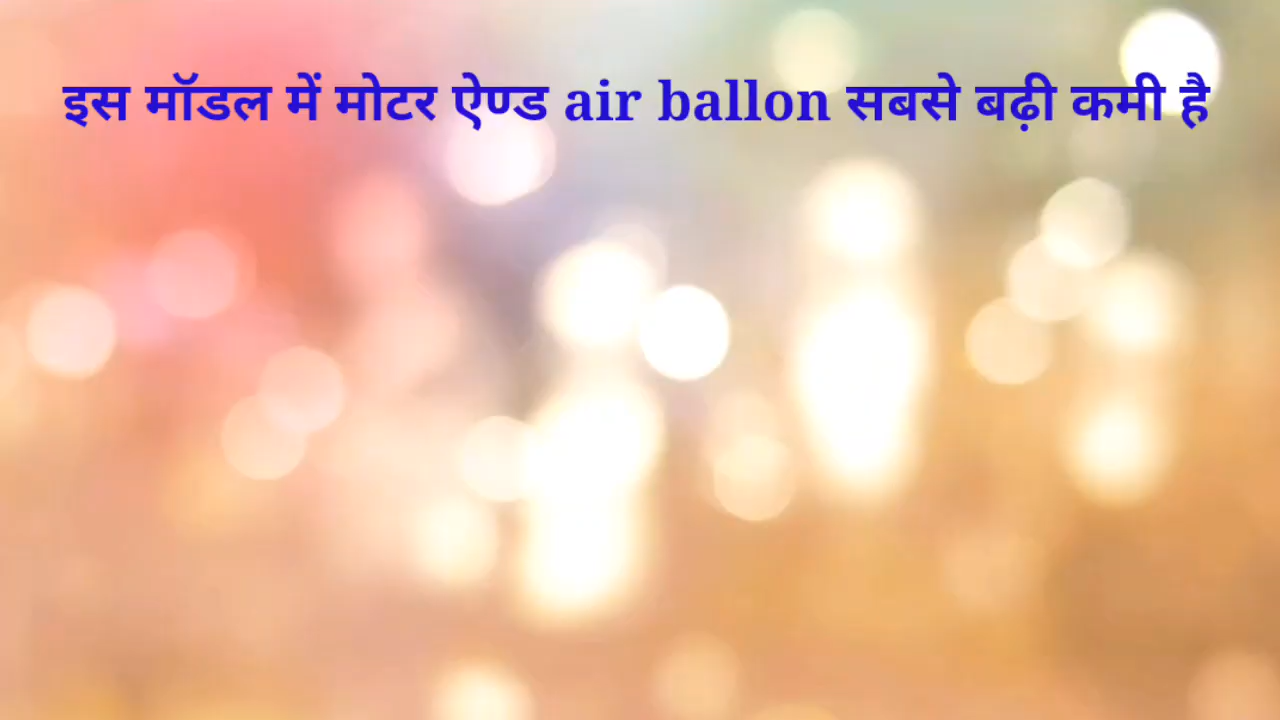 इस मॉडल में मोटर ऐण्ड air ballon सबसे बढ़ी कमी है